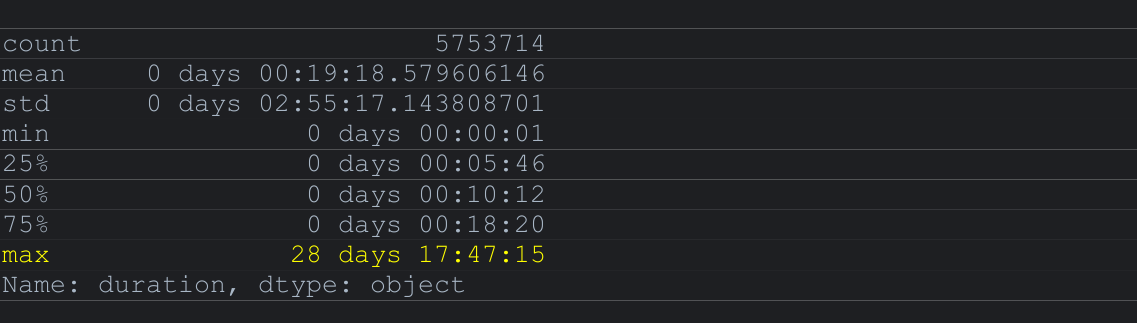 count 5753714
mean 0 days 00:19:18.579606146
std 0 days 02:55:17.143808701
min 0 days 00:00:01
25% 0 days 00:05:46
50% 0 days 00:10:12
75% 0 days 00:18:20
max 28 days 17:47:15
Name: duration, dtype: object